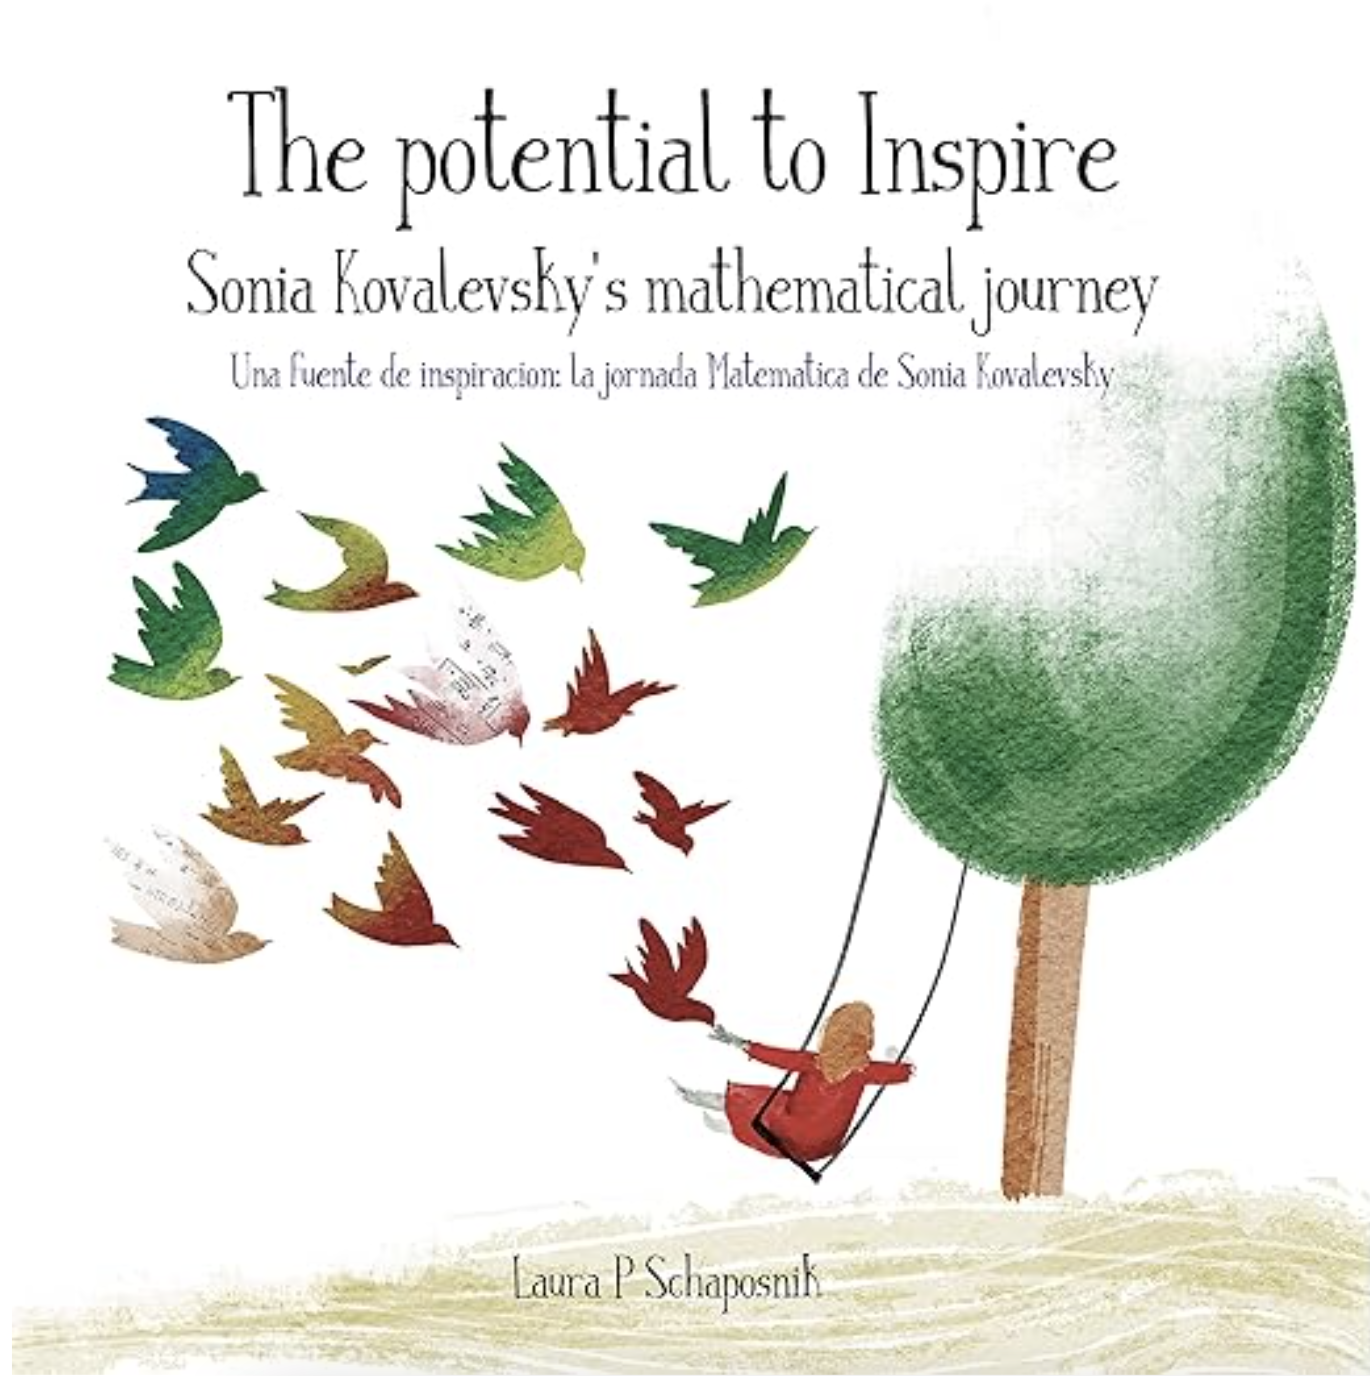 The potential to Inspire
Sonia Kovalevsky's mathematical journey
Una fuente de inspiracion: la jornada Matematica de Sonia Kovalevsky
Laura P Schaposnik